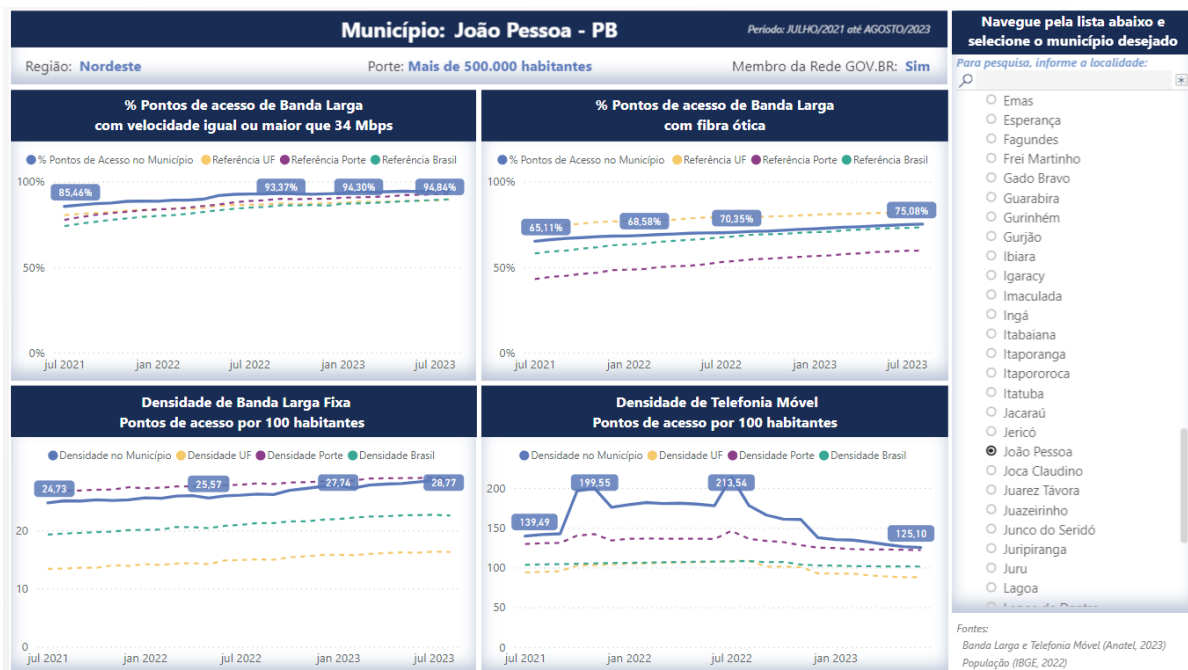 Município: João Pessoa - PB
Período: JULHO/2021 até AGOSTO/2023
Região: Nordeste
Porte: Mais de 500.000 habitantes
Membro da Rede GOV.BR: Sim
% Pontos de acesso de Banda Larga
com velocidade igual ou maior que 34 Mbps
% Pontos de Acesso no Município Referência UF Referência Porte Referência Brasil
100%
50%
0%
85,46%
93,37%
94,30%
94,84%
jul 2021
jan 2022
jul 2022
jan 2023
jul 2023
% Pontos de acesso de Banda Larga
com fibra ótica
% Pontos de Acesso no Município Referência UF Referência Porte Referência Brasil
100%
50%
0%
65,11%
68,58%
70,35%
75,08%
jul 2021
jan 2022
jul 2022
jan 2023
jul 2023
Densidade de Banda Larga Fixa
Pontos de acesso por 100 habitantes
Densidade no Município Densidade UF Densidade Porte Densidade Brasil
24,73
25,57
27,74
28,77
20
10
0
jul 2021
jan 2022
jul 2022
jan 2023
jul 2023
Densidade de Telefonia Móvel
Pontos de acesso por 100 habitantes
Densidade no Município Densidade UF Densidade Porte Densidade Brasil
200
150
100
50
0
139,49
199,55
213,54
125,10
jul 2021
jan 2022
jul 2022
jan 2023
Navegue pela lista abaixo e
selecione o município desejado
Para pesquisa, informe a localidade:
Emas
Esperança
Fagundes
Frei Martinho
Gado Bravo
Guarabira
Gurinhém
Gurjão
Ibiara
Igaracy
Imaculada
Ingá
Itabaiana
Itaporanga
Itapororoca
Itatuba
Jacaraú
Jericó
João Pessoa
Joca Claudino
Juarez Távora
Juazeirinho
Junco do Seridó
Juripiranga
Juru
Lagoa
Fontes:
Banda Larga e Telefonia Móvel (Anatel, 2023)
População (IBGE, 2022)